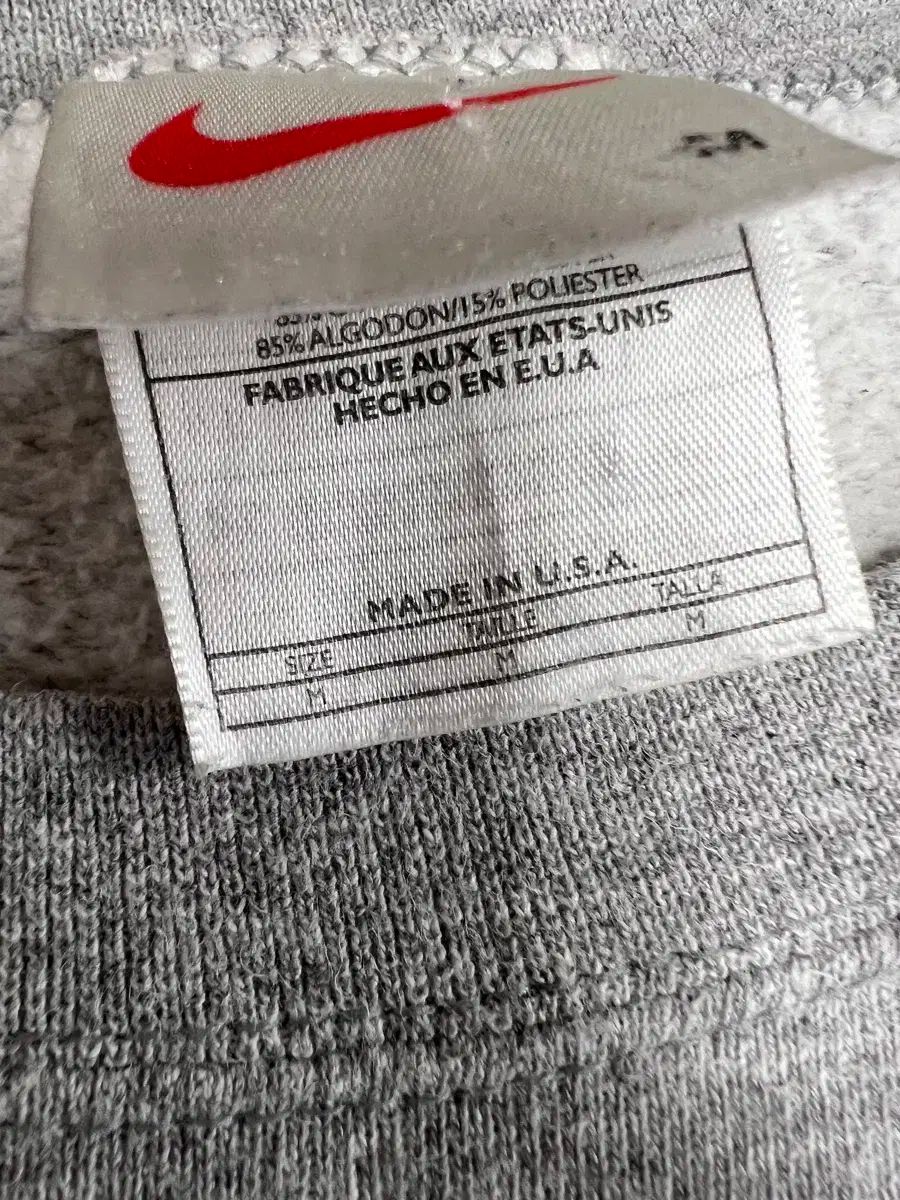 85% ALGODON/15% POLIESTER
FABRIQUE AUX ETATS-UNIS
HECHO EN E.U.A
MADE IN U.S.A.
SIZE TAILLE TALLA
M M M